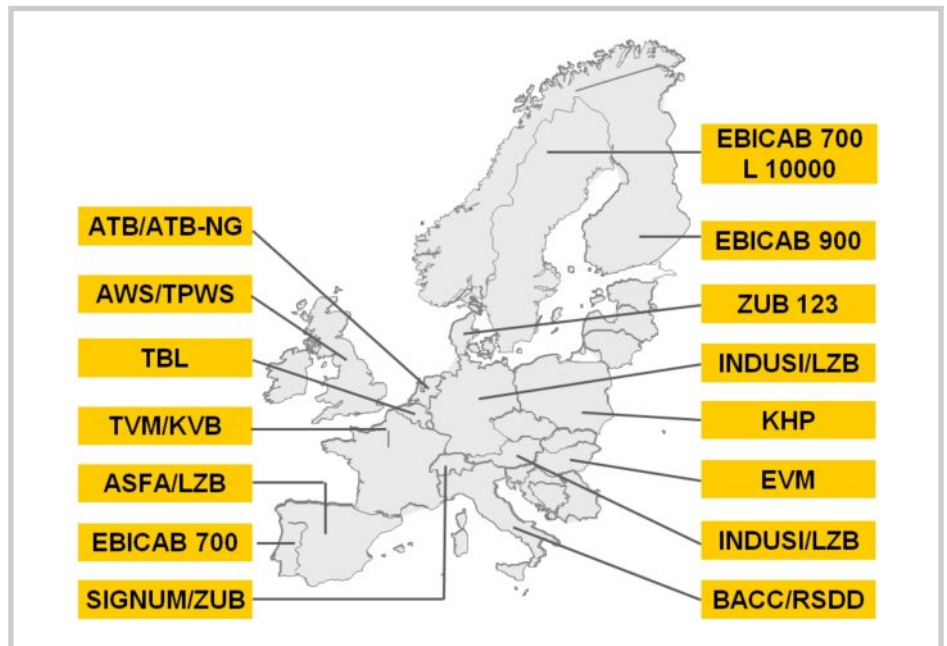 EBICAB 700
L 10000
ATB/ATB-NG
EBICAB 900
AWS/TPWS
ZUB 123
TBL
INDUSI/LZB
TVM/KVB
KHP
ASFA/LZB
EVM
EBICAB 700
INDUSI/LZB
SIGNUM/ZUB
BACC/RSDD